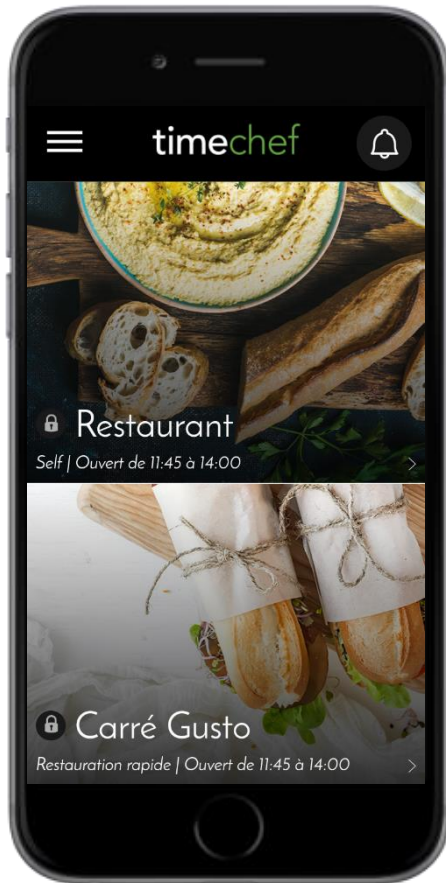 timechef
Restaurant
Self | Ouvert de 11:45 à 14:00
Carré Gusto
Restauration rapide | Ouvert de 11:45 à 14:00